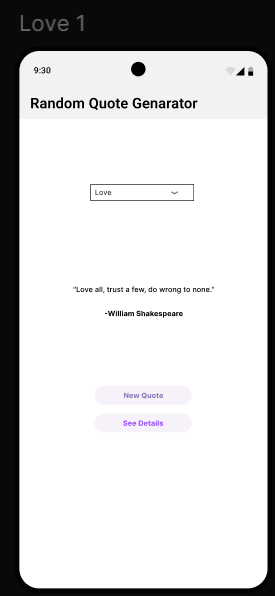 Love 1
9:30
Random Quote Genarator
Love
"Love all, trust a few, do wrong to none."
-William Shakespeare
New Quote
See Details